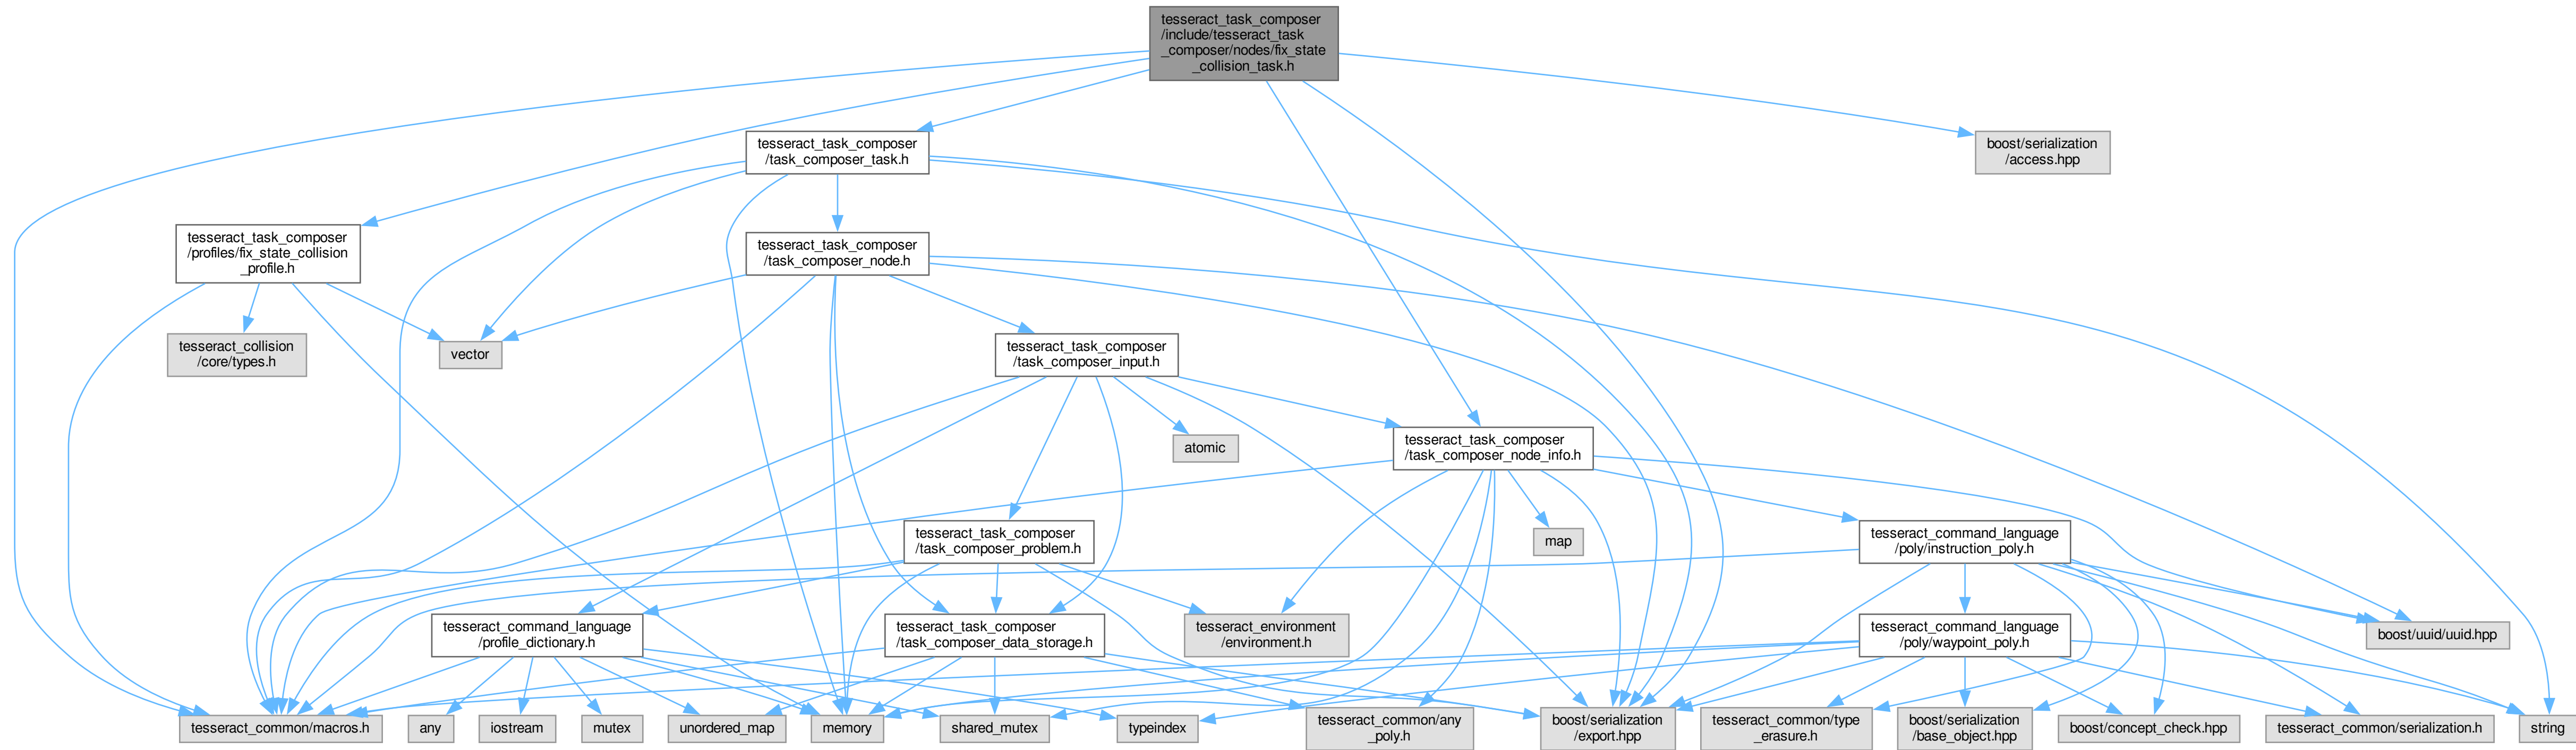 tesseract_task_composer
/include/tesseract_task
_composer/nodes/fix_state
_collision_task.h
tesseract_task_composer
/task_composer_task.h
boost/serialization
/access.hpp
tesseract_task_composer
/profiles/fix_state_collision
_profile.h
tesseract_task_composer
/task_composer_node.h
tesseract_collision
/core/types.h
vector
tesseract_task_composer
/task_composer_input.h
atomic
tesseract_task_composer
/task_composer_node_info.h
tesseract_task_composer
/task_composer_problem.h
map
tesseract_command_language
/poly/instruction_poly.h
tesseract_command_language
/profile_dictionary.h
tesseract_task_composer
/task_composer_data_storage.h
tesseract_environment
/environment.h
tesseract_command_language
/poly/waypoint_poly.h
boost/uuid/uuid.hpp
tesseract_common/macros.h
any
iostream
mutex
unordered_map
memory
shared_mutex
typeindex
tesseract_common/any
_poly.h
boost/serialization
/export.hpp
tesseract_common/type
_erasure.h
boost/serialization
/base_object.hpp
boost/concept_check.hpp
tesseract_common/serialization.h
string